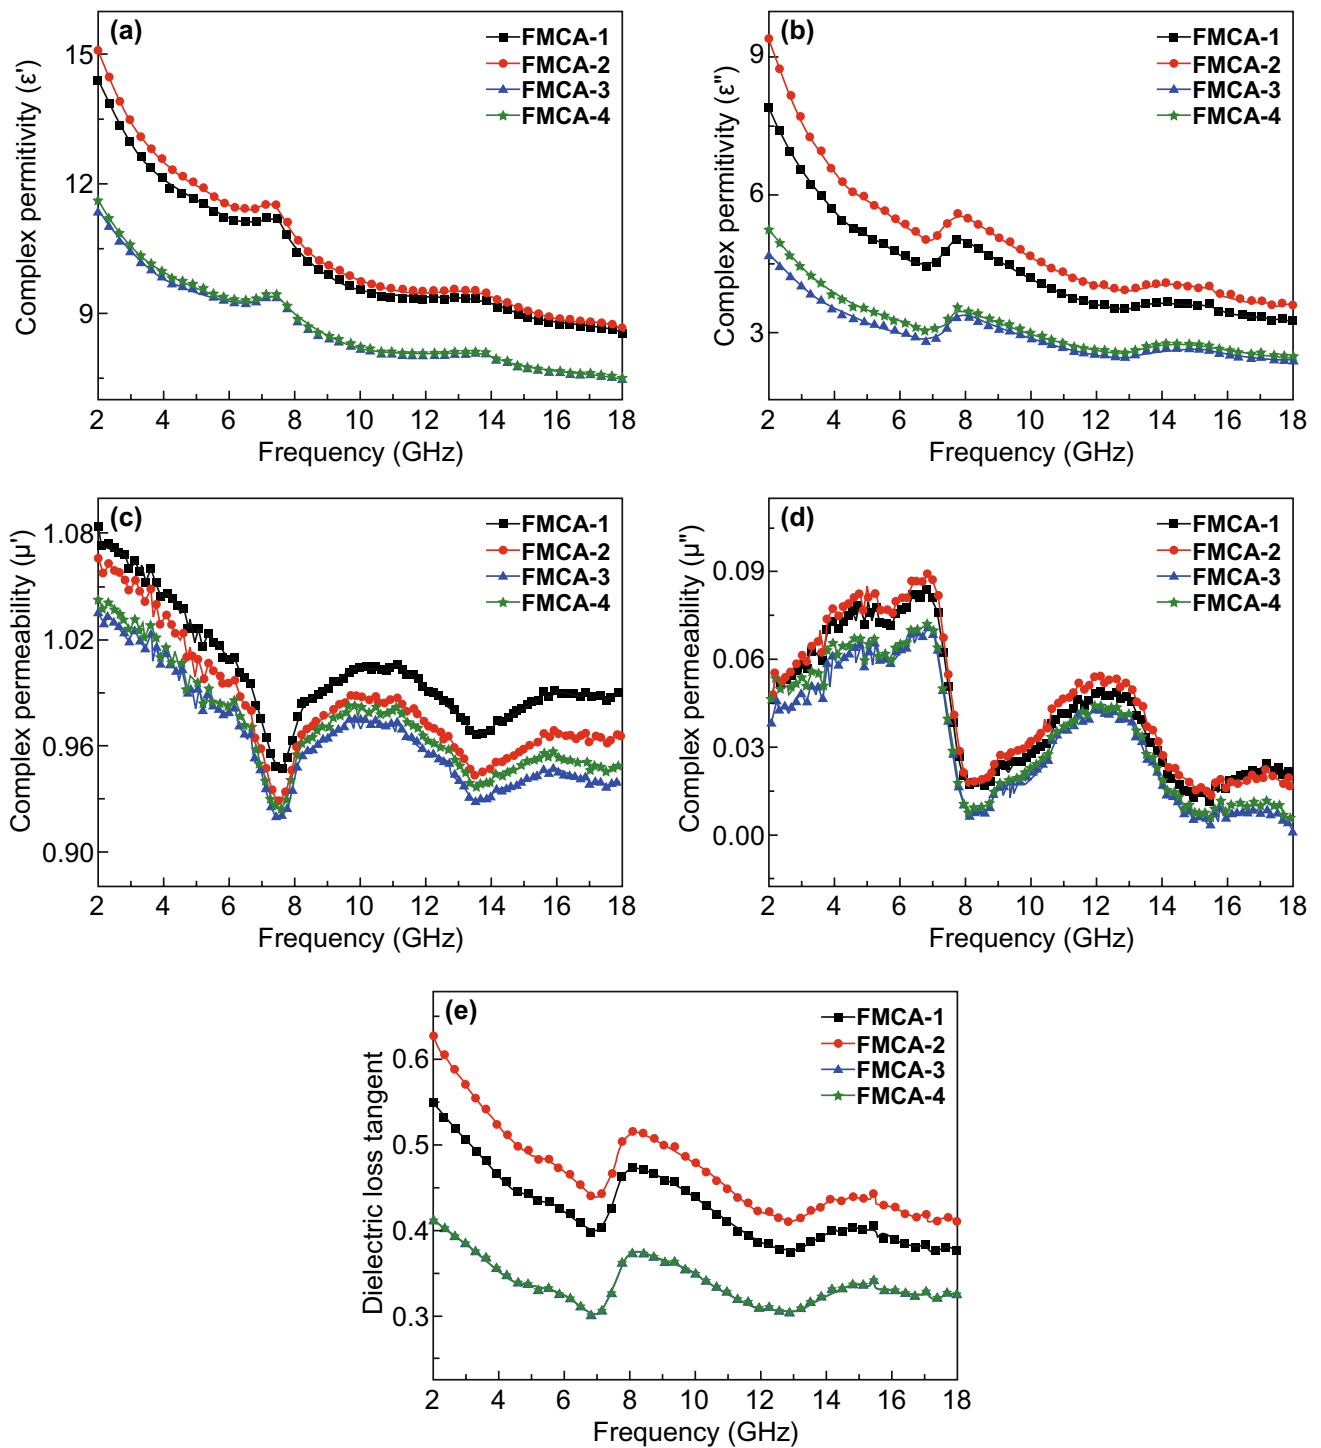 (a)
FMCA-1
FMCA-2
FMCA-3
FMCA-4
Complex permitivity (ε')
15
12
9
2 4 6 8 10 12 14 16 18
Frequency (GHz)
(b)
FMCA-1
FMCA-2
FMCA-3
FMCA-4
Complex permitivity (ε")
9
6
3
2 4 6 8 10 12 14 16 18
Frequency (GHz)
(c)
FMCA-1
FMCA-2
FMCA-3
FMCA-4
Complex permeability (μ')
1.08
1.02
0.96
0.90
2 4 6 8 10 12 14 16 18
Frequency (GHz)
(d)
FMCA-1
FMCA-2
FMCA-3
FMCA-4
Complex permeability (μ")
0.09
0.06
0.03
0.00
2 4 6 8 10 12 14 16 18
Frequency (GHz)
(e)
FMCA-1
FMCA-2
FMCA-3
FMCA-4
Dielectric loss tangent
0.6
0.5
0.4
0.3
2 4 6 8 10 12 14 16 18
Frequency (GHz)